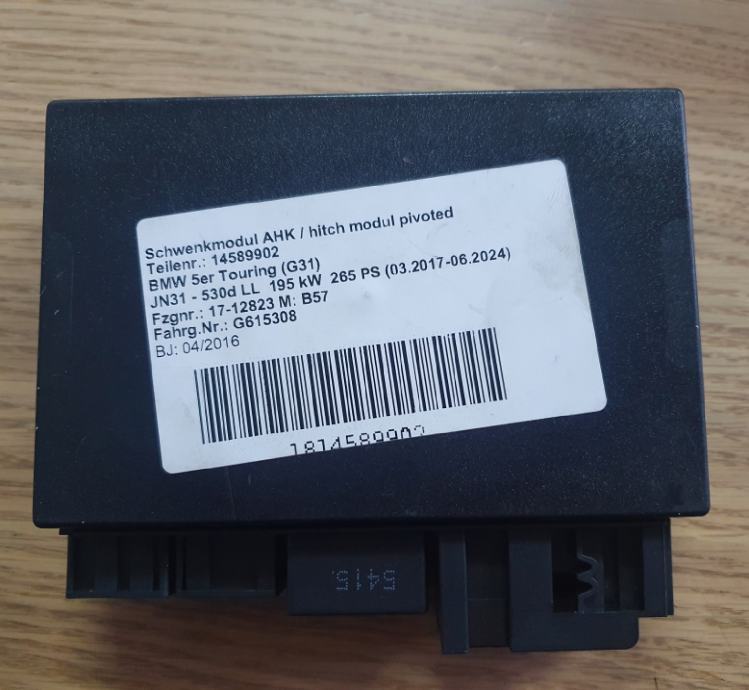 Schwenkmodul AHK / hitch modul pivoted
Teilenr.: 14589902
BMW 5er Touring (G31)
JN31 - 530d LL 195 kW 265 PS (03.2017-06.2024)
Fzgnr.: 17-12823 M: B57
Fahrg.Nr.: G615308
BJ: 04/2016
1814589902
5415